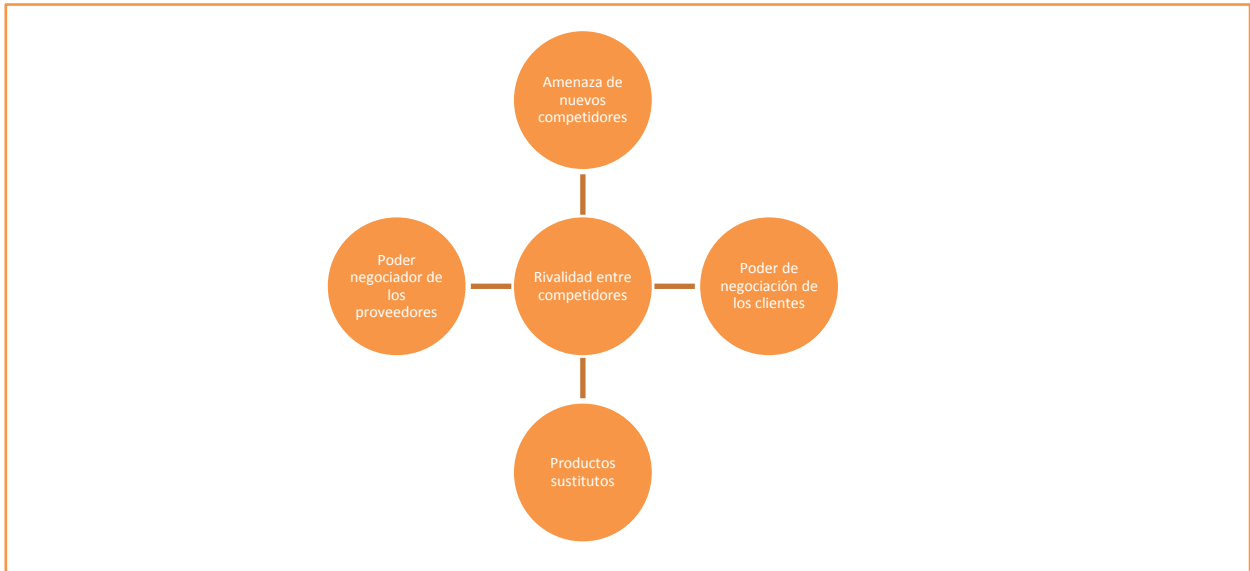 Amenaza de
nuevos
competidores
Poder
negociador de
los
proveedores
Rivalidad entre
competidores
Poder de
negociación de
los clientes
Productos
sustitutos